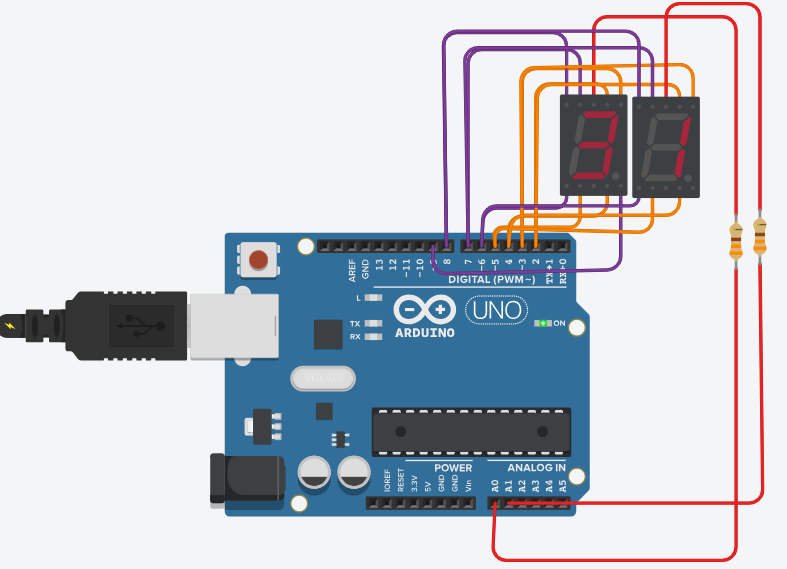 AREF
GND
13
12
~11
~10
8
7
~6
~5
4
~3
2
TX→1
RX←0
DIGITAL (PWM~)
L
TX
RX
ARDUINO
UNO
ON
POWER
ANALOG IN
IOREF
RESET
3.3V
5V
GND
GND
Vin
A0
A1
A2
A3
A4
A5
31